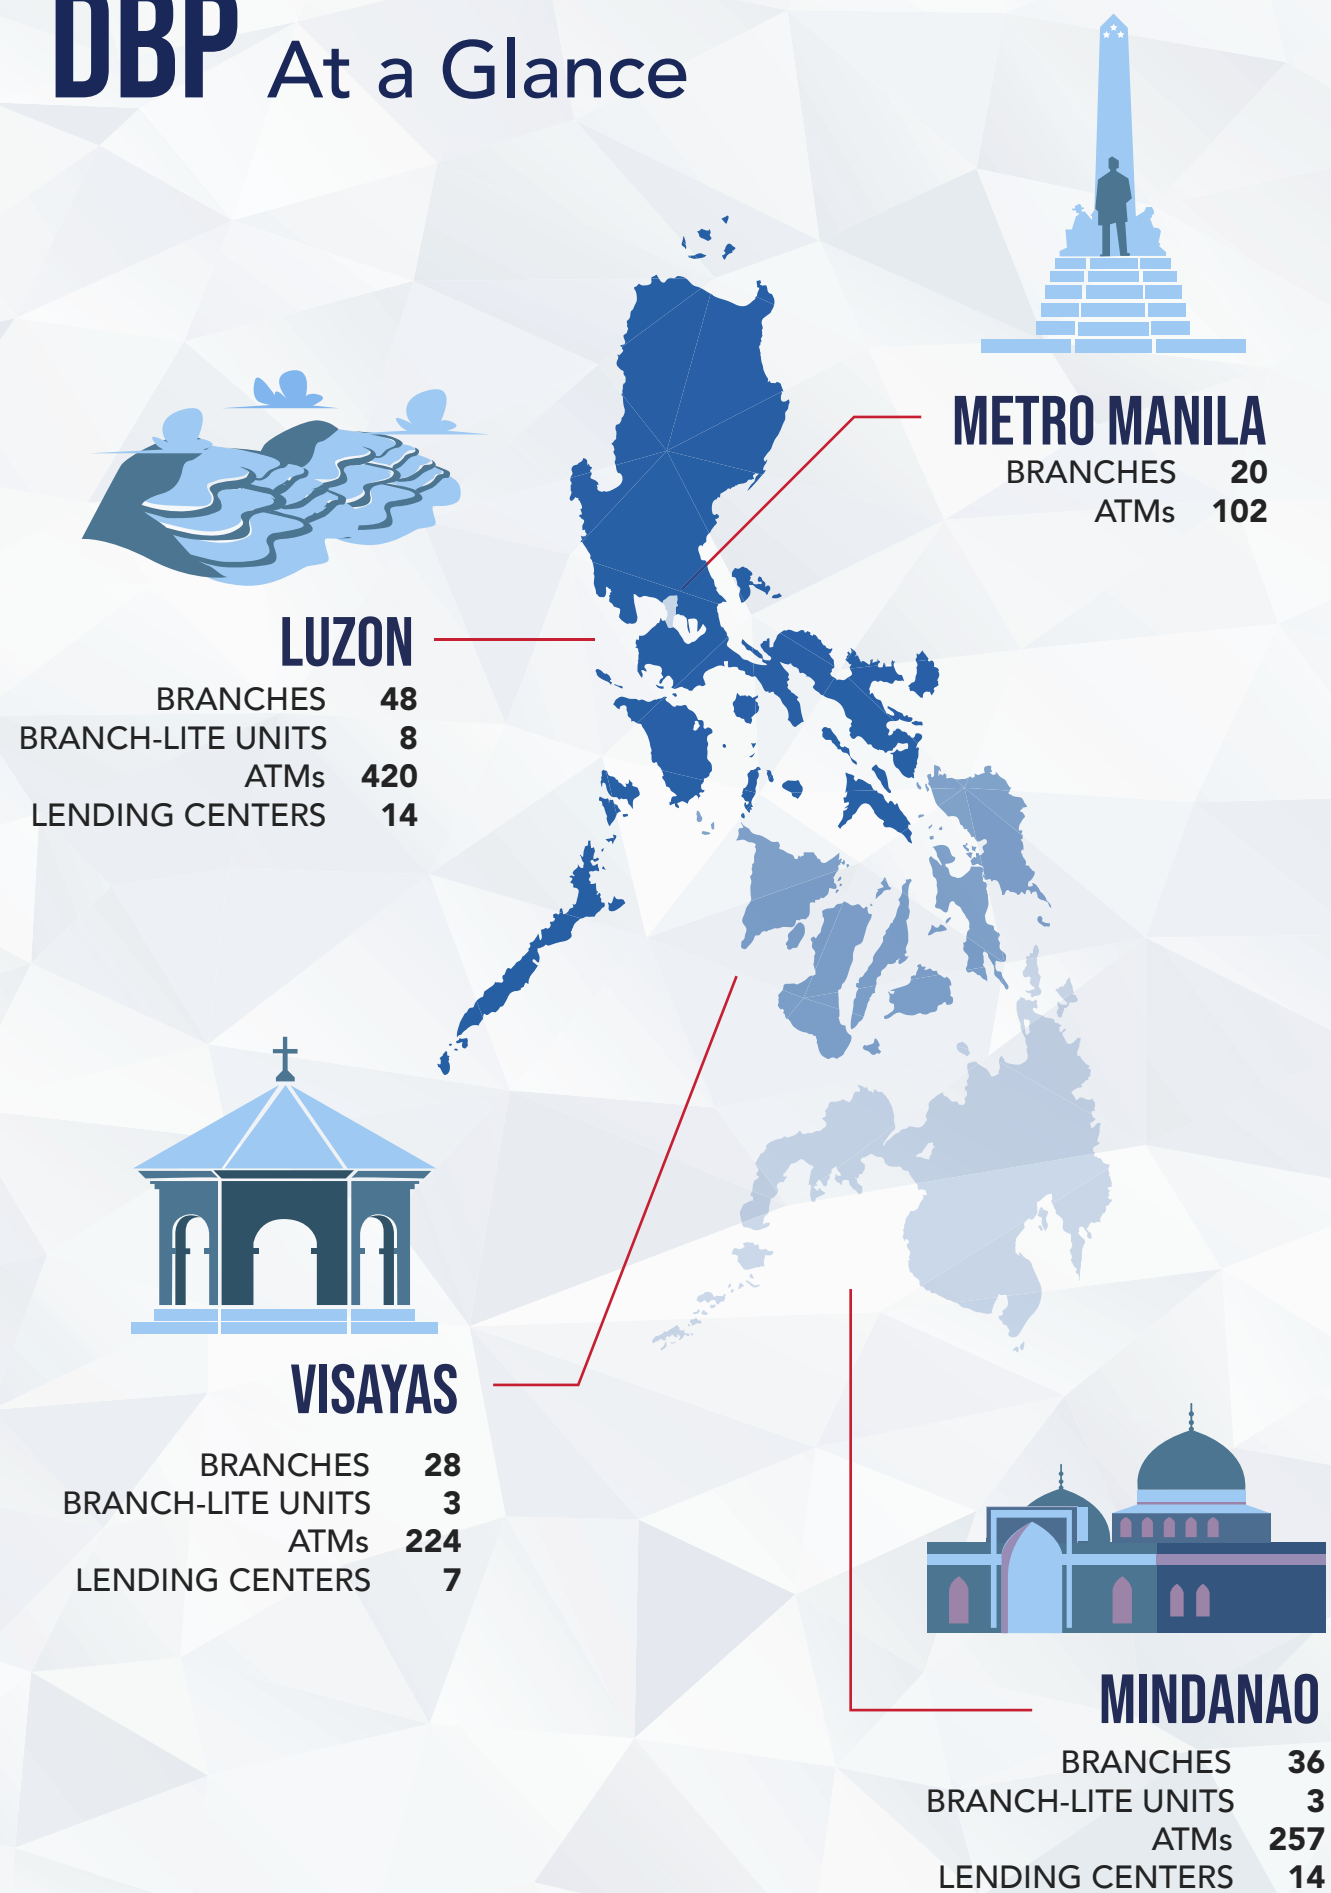 DBP At a Glance
METRO MANILA
BRANCHES 20
ATMs 102
LUZON
BRANCHES 48
BRANCH-LITE UNITS 8
ATMs 420
LENDING CENTERS 14
VISAYAS
BRANCHES 28
BRANCH-LITE UNITS 3
ATMs 224
LENDING CENTERS 7
MINDANAO
BRANCHES 36
BRANCH-LITE UNITS 3
ATMs 257
LENDING CENTERS 14